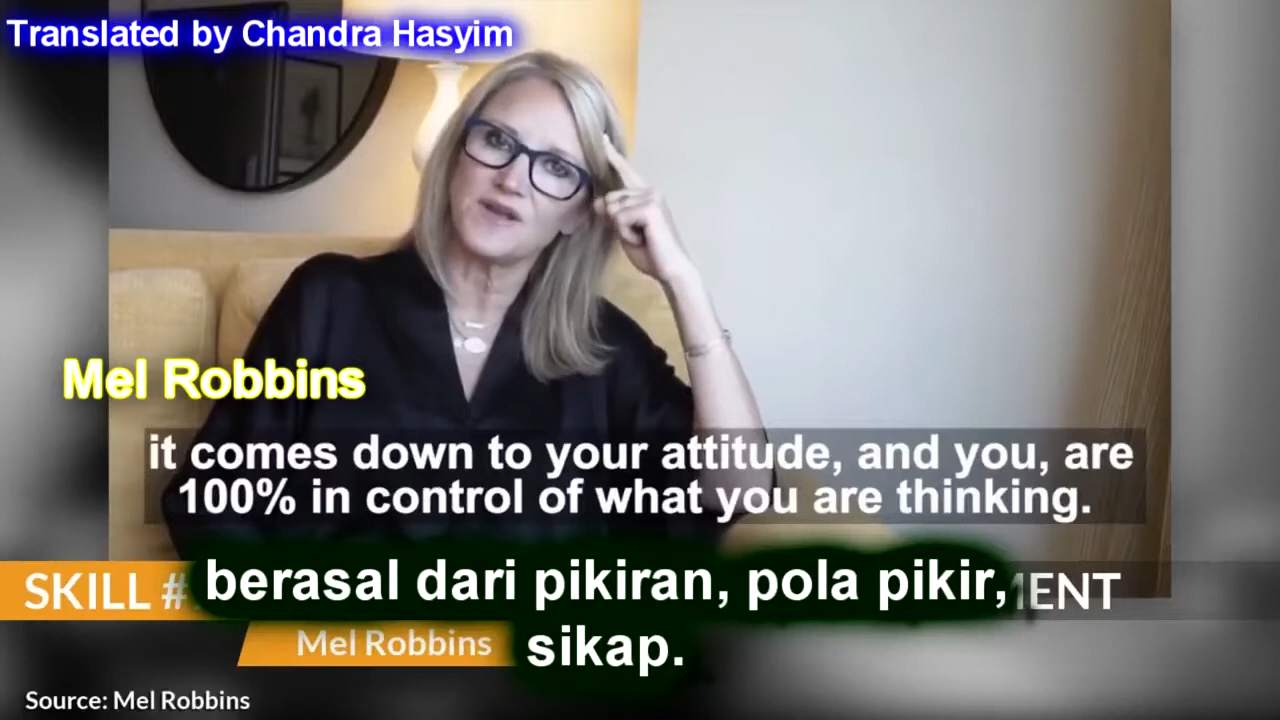 Translated by Chandra Hasyim
Mel Robbins
it comes down to your attitude, and you, are
100% in control of what you are thinking.
SKILL #
berasal dari pikiran, pola pikir,
sikap.
Mel Robbins
Source: Mel Robbins